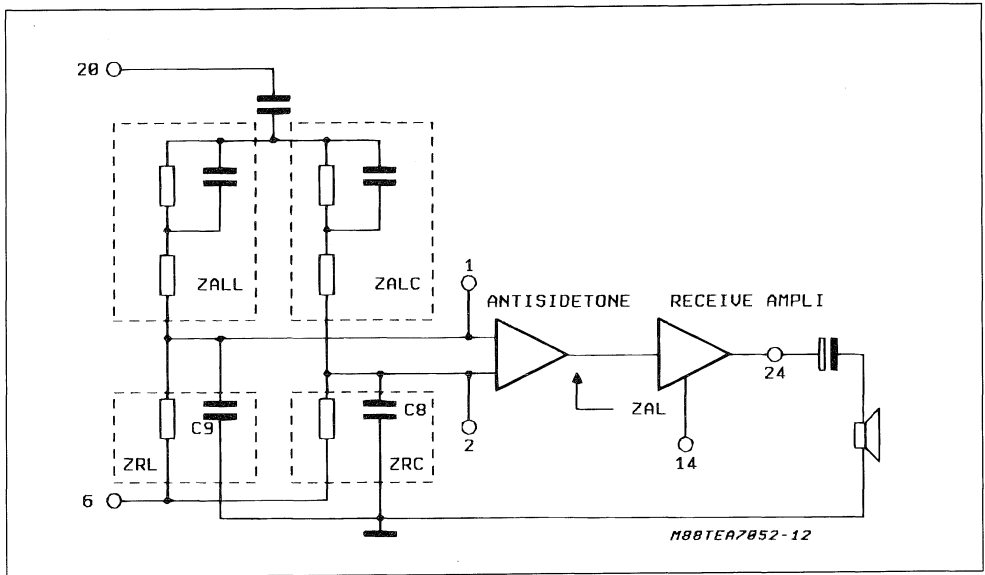 20
ZALL
ZALC
1
ANTISIDETONE
RECEIVE AMPLI
24
ZAL
2
14
C9
C8
ZRL
ZRC
6
M88TEA7052-12